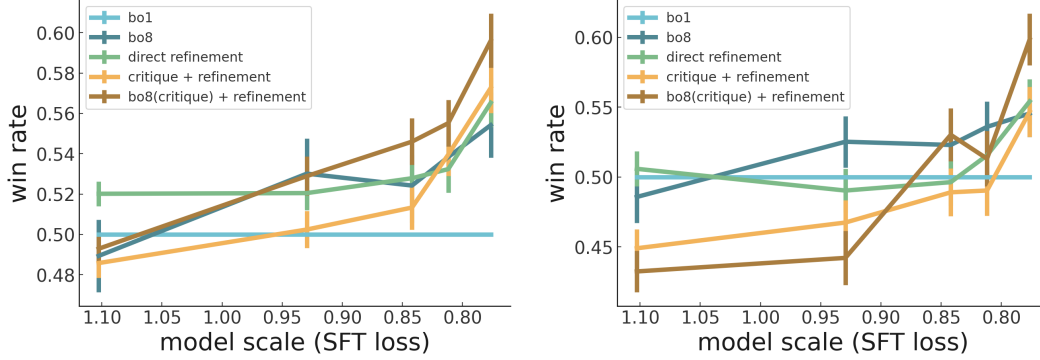 0.60
0.58
0.56
0.54
0.52
0.50
0.48
win rate
bo1
bo8
direct refinement
critique + refinement
bo8(critique) + refinement
1.10 1.05 1.00 0.95 0.90 0.85 0.80
model scale (SFT loss)
0.60
0.55
0.50
0.45
win rate
bo1
bo8
direct refinement
critique + refinement
bo8(critique) + refinement
1.10 1.05 1.00 0.95 0.90 0.85 0.80
model scale (SFT loss)